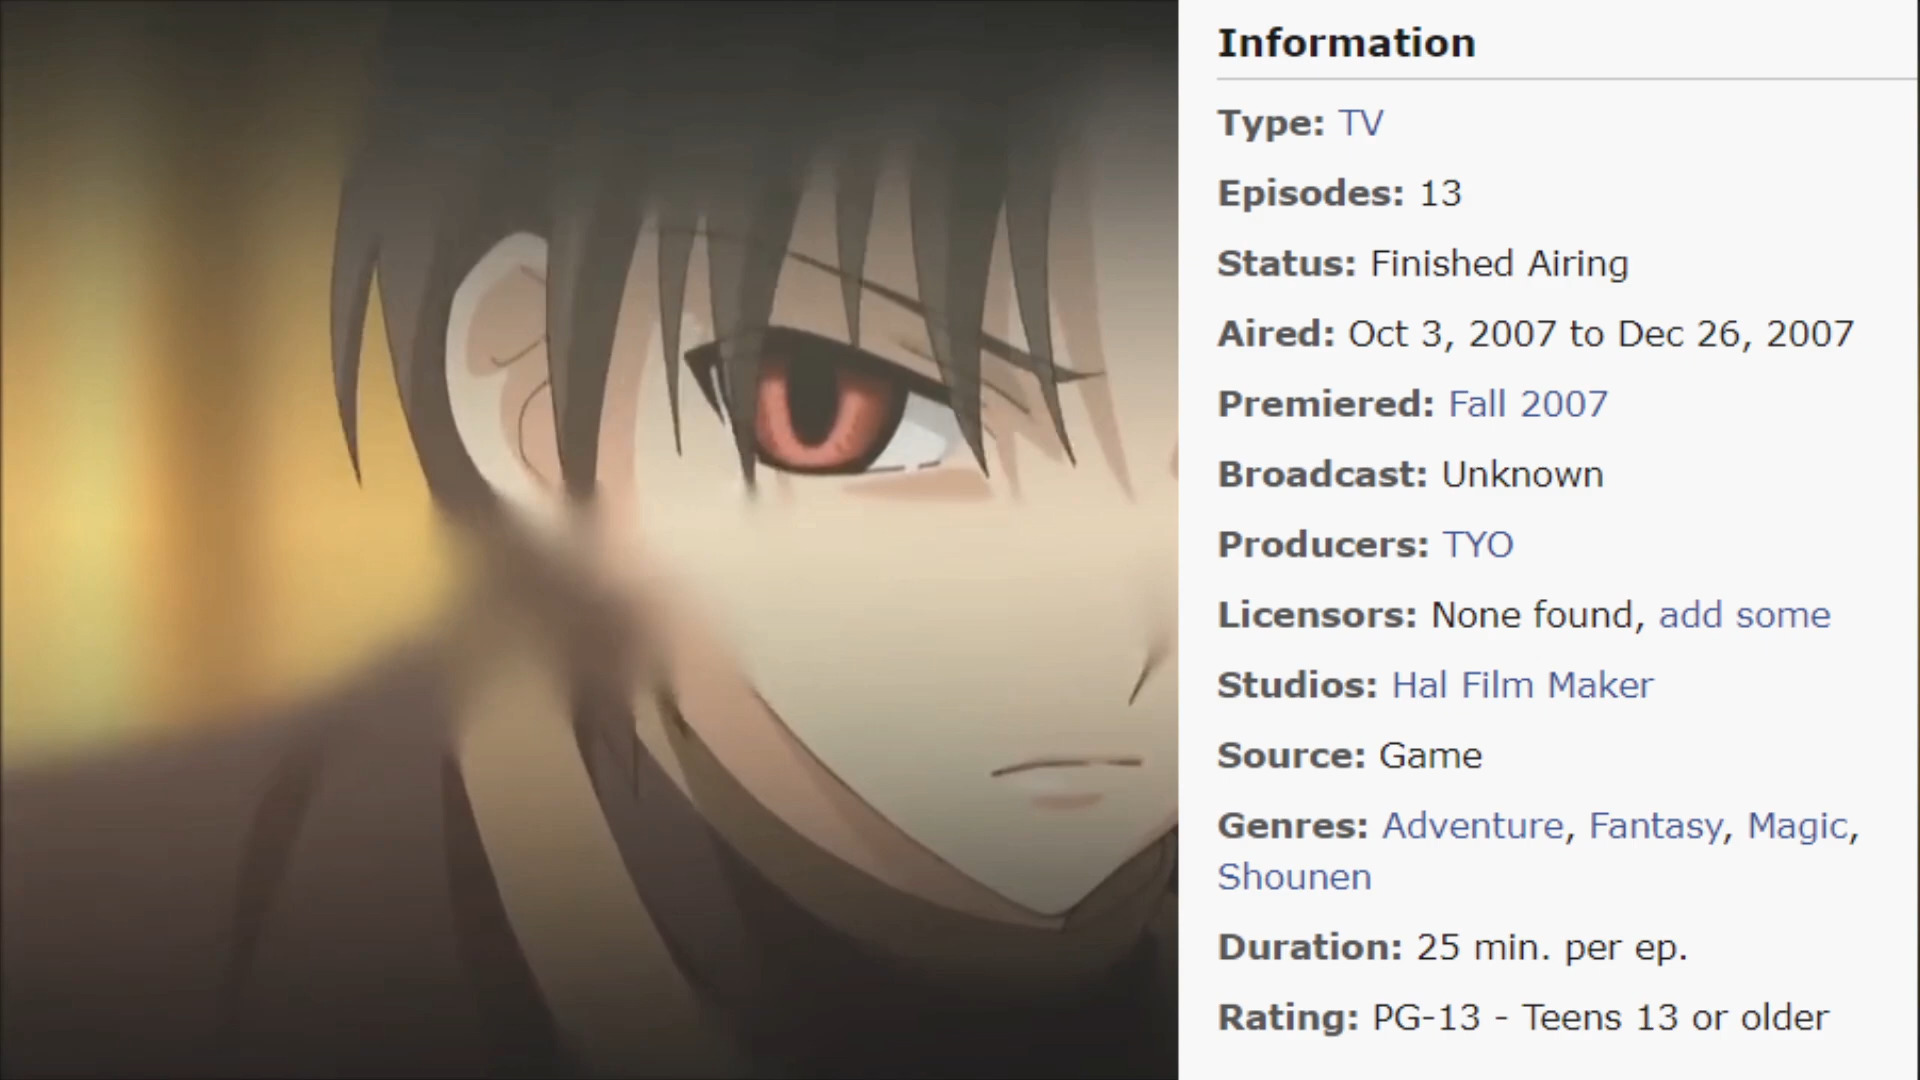 Information
Type: TV
Episodes: 13
Status: Finished Airing
Aired: Oct 3, 2007 to Dec 26, 2007
Premiered: Fall 2007
Broadcast: Unknown
Producers: TYO
Licensors: None found, add some
Studios: Hal Film Maker
Source: Game
Genres: Adventure, Fantasy, Magic,
Shounen
Duration: 25 min. per ep.
Rating: PG-13 - Teens 13 or older